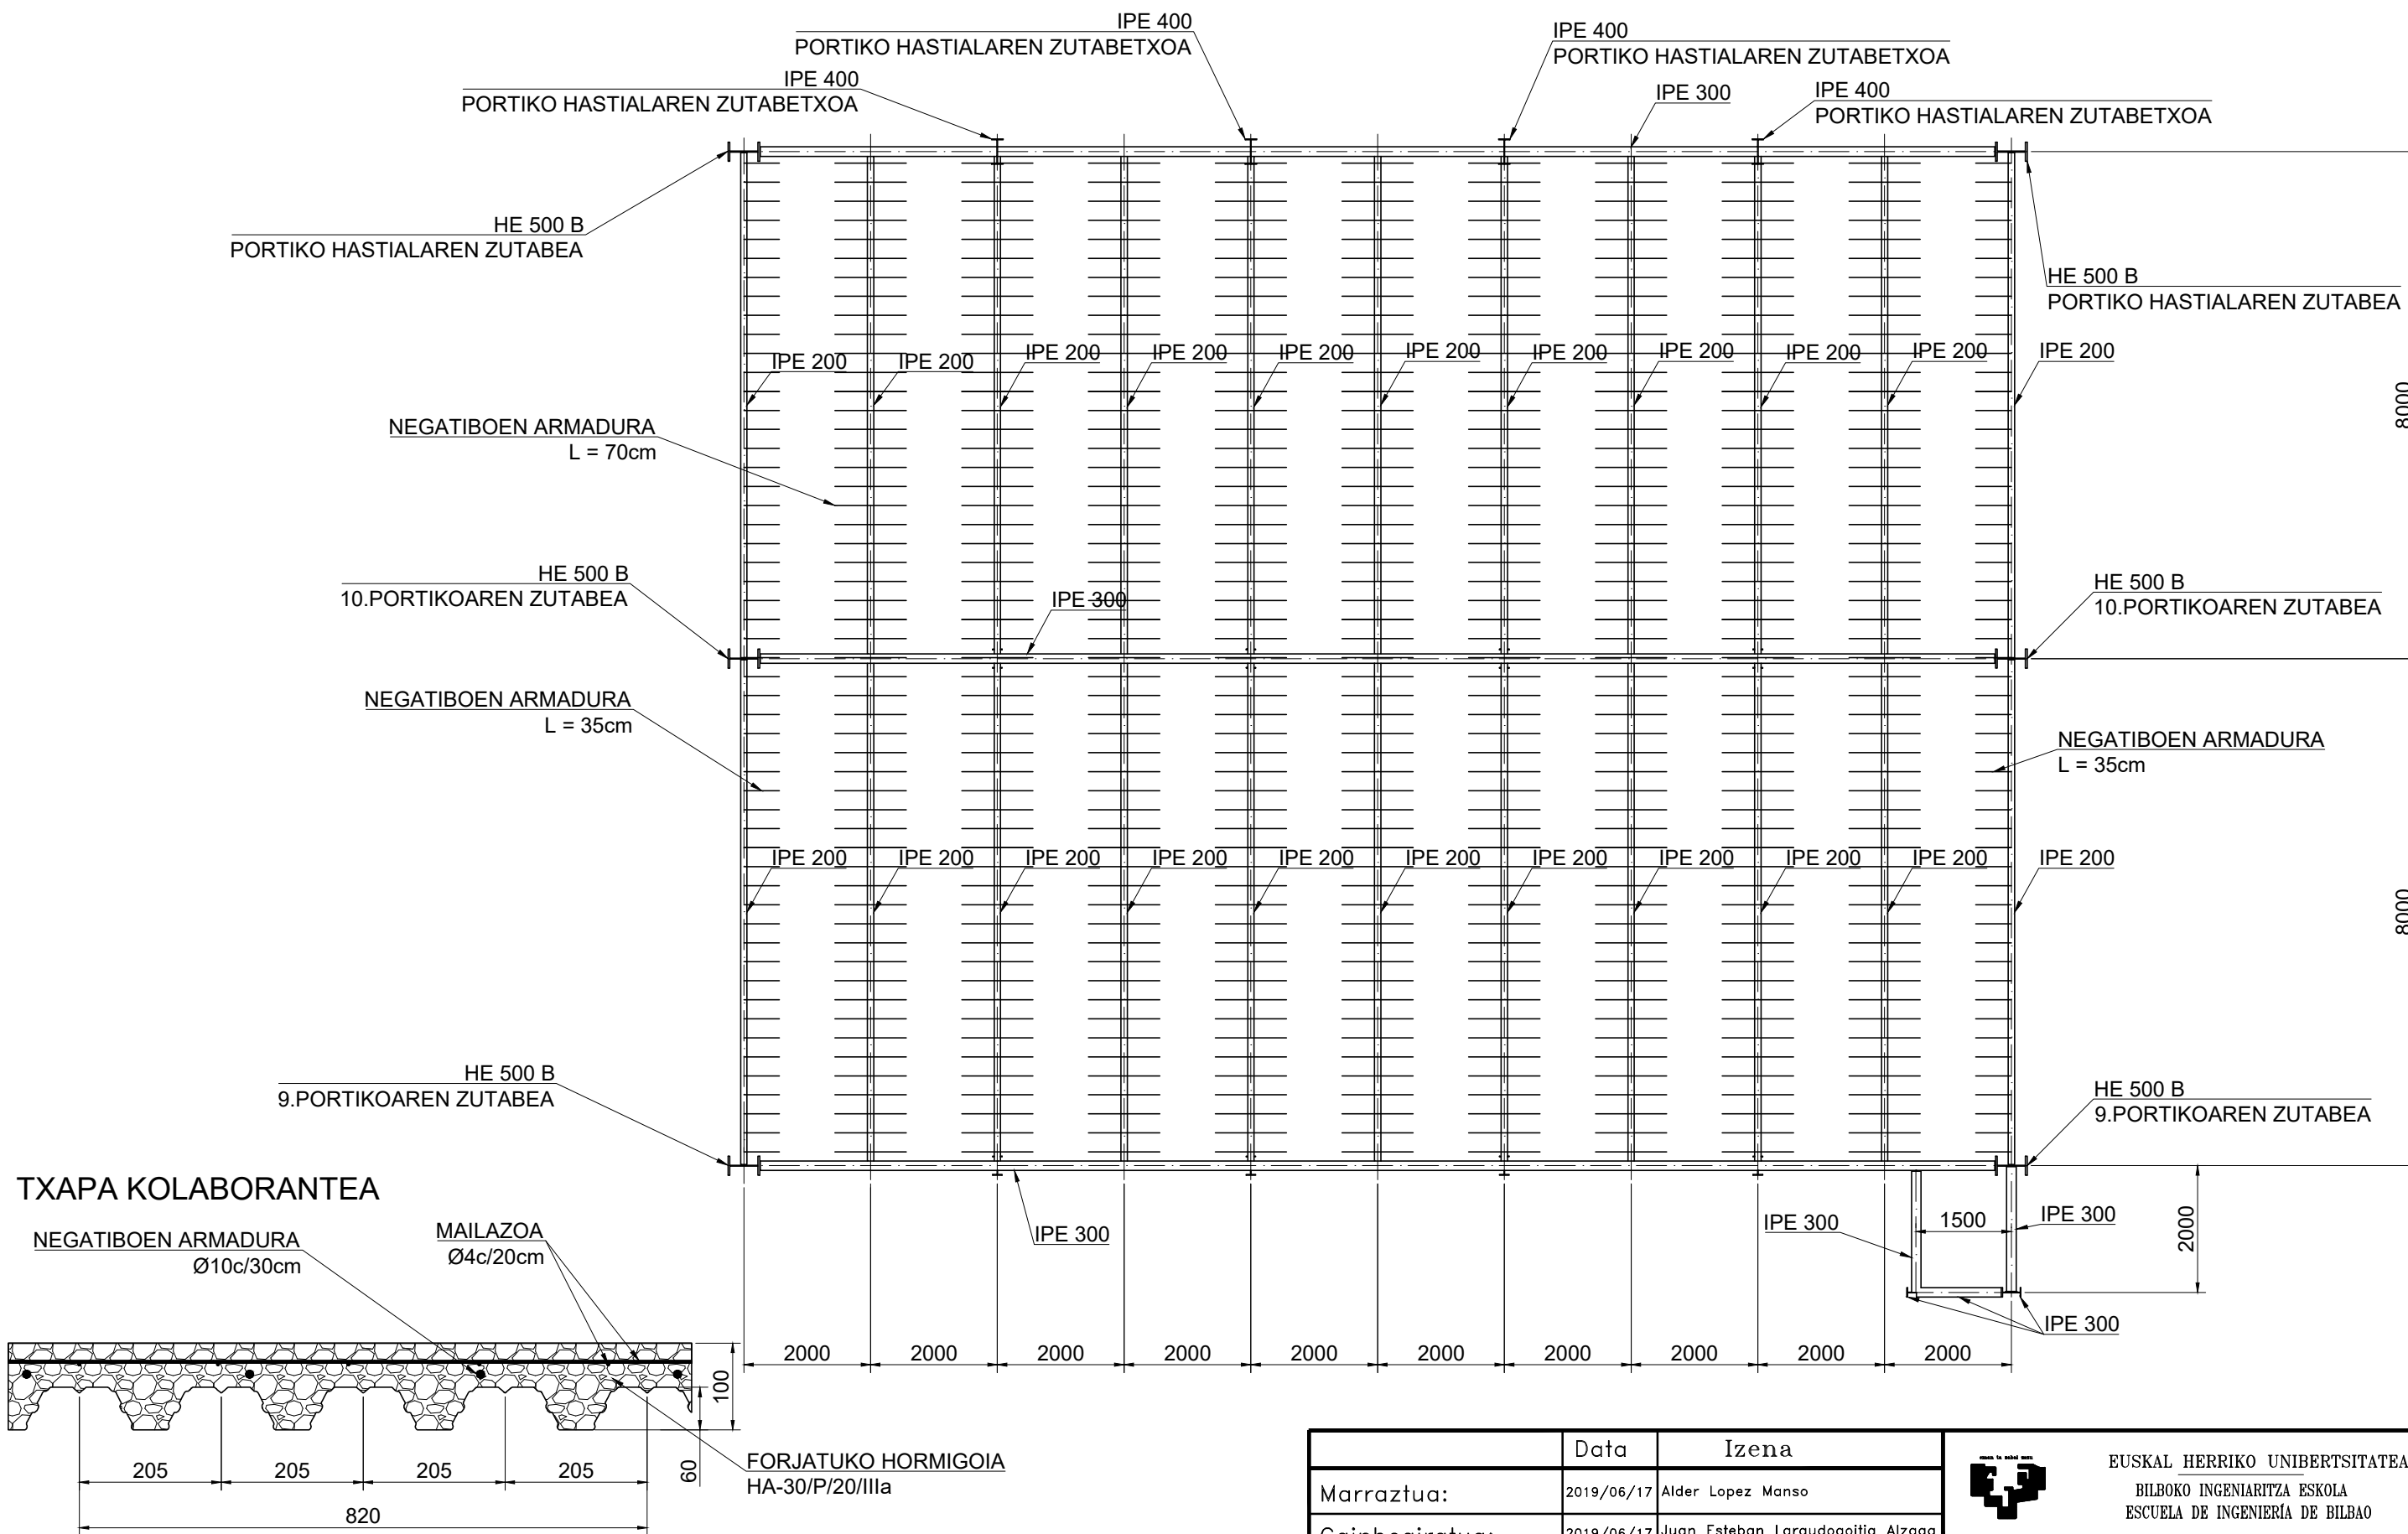 IPE 400
PORTIKO HASTIALAREN ZUTABETXOA
IPE 400
PORTIKO HASTIALAREN ZUTABETXOA
IPE 400
PORTIKO HASTIALAREN ZUTABETXOA
IPE 300
IPE 400
PORTIKO HASTIALAREN ZUTABETXOA
HE 500 B
PORTIKO HASTIALAREN ZUTABEA
HE 500 B
PORTIKO HASTIALAREN ZUTABEA
IPE 200
IPE 200
IPE 200
IPE 200
IPE 200
IPE 200
IPE 200
IPE 200
IPE 200
IPE 200
IPE 200
8000
NEGATIBOEN ARMADURA
L = 70cm
HE 500 B
10.PORTIKOAREN ZUTABEA
IPE 300
HE 500 B
10.PORTIKOAREN ZUTABEA
NEGATIBOEN ARMADURA
L = 35cm
NEGATIBOEN ARMADURA
L = 35cm
IPE 200
IPE 200
IPE 200
IPE 200
IPE 200
IPE 200
IPE 200
IPE 200
IPE 200
IPE 200
IPE 200
8000
HE 500 B
9.PORTIKOAREN ZUTABEA
HE 500 B
9.PORTIKOAREN ZUTABEA
TXAPA KOLABORANTEA
NEGATIBOEN ARMADURA
Ø10c/30cm
MAILAZOA
Ø4c/20cm
IPE 300
IPE 300
1500
IPE 300
2000
IPE 300
2000
2000
2000
2000
2000
2000
2000
2000
2000
2000
100
60
205
205
205
205
820
FORJATUKO HORMIGOIA
HA-30/P/20/IIIa
Data
Izena
Marraztua:
2019/06/17
Alder Lopez Manso
2019/06/17
Juan Esteban Largudogoitia Alzaga
EUSKAL HERRIKO UNIBERTSITATEA
BILBOKO INGENIARITZA ESKOLA
ESCUELA DE INGENIERÍA DE BILBAO